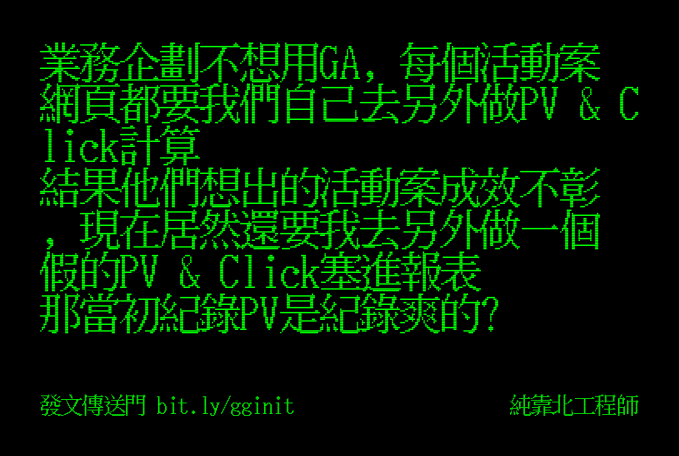 業務企劃不想用GA, 每個活動案
網頁都要我們自己去另外做PV & C
lick計算
結果他們想出的活動案成效不彰
, 現在居然還要我去另外做一個
假的PV & Click塞進報表
那當初紀錄PV是紀錄爽的?
發文傳送門 bit.ly/gginit
純靠北工程師